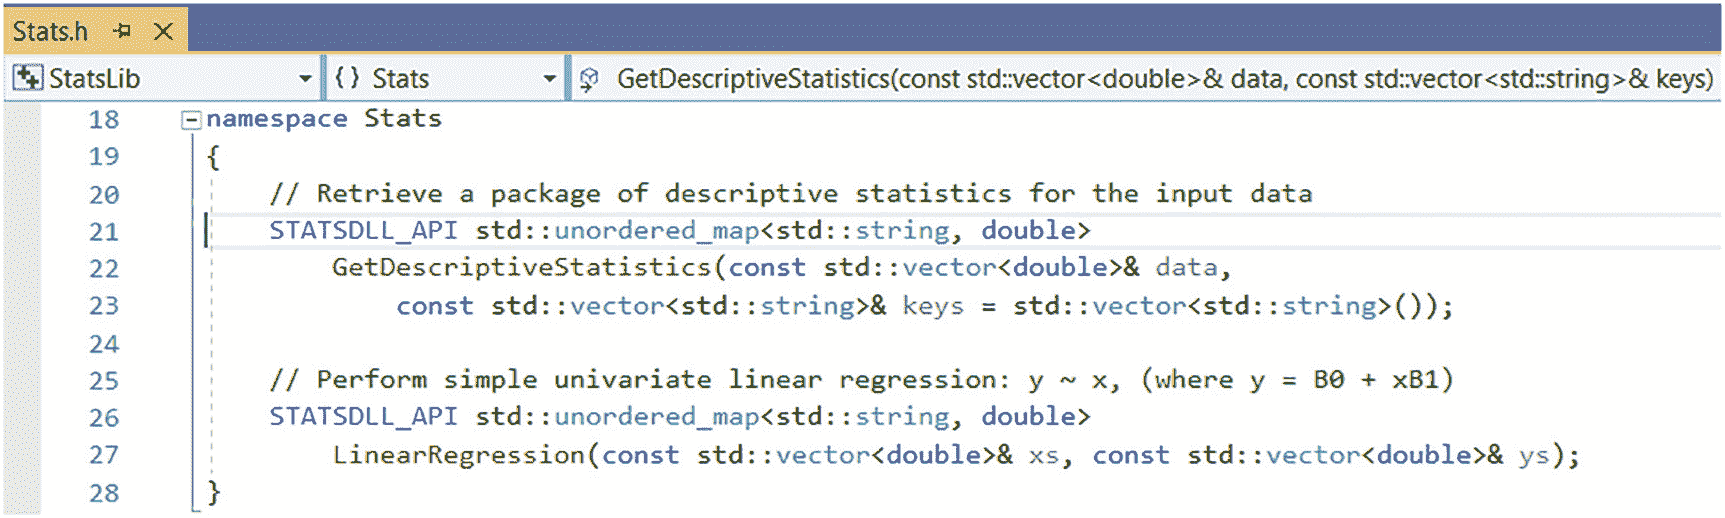 Stats.h
StatsLib {} Stats GetDescriptiveStatistics(const std::vector<double>& data, const std::vector<std::string>& keys)
18 namespace Stats
19 {
20 // Retrieve a package of descriptive statistics for the input data
21 STATSDLL_API std::unordered_map<std::string, double>
22 GetDescriptiveStatistics(const std::vector<double>& data,
23 const std::vector<std::string>& keys = std::vector<std::string>());
24
25 // Perform simple univariate linear regression: y ~ x, (where y = B0 + xB1)
26 STATSDLL_API std::unordered_map<std::string, double>
27 LinearRegression(const std::vector<double>& xs, const std::vector<double>& ys);
28 }